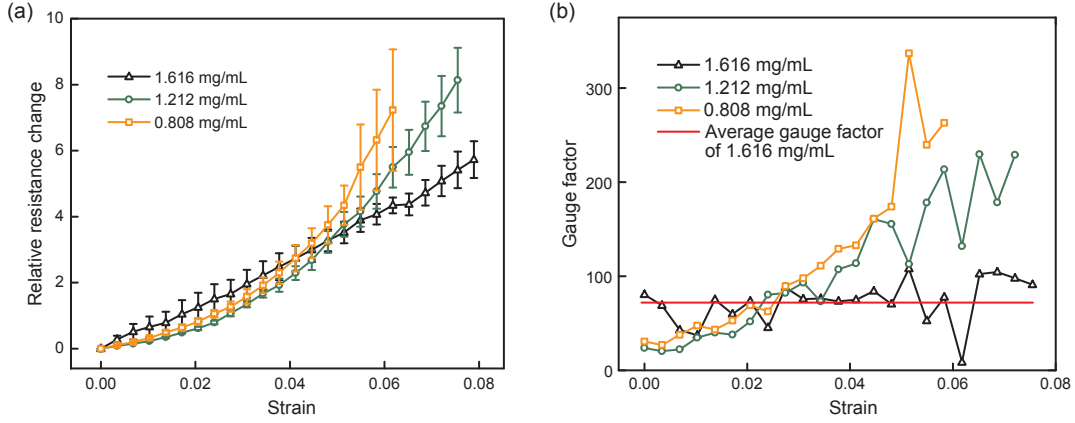 (a)
10
8
6
4
2
0
Relative resistance change
1.616 mg/mL
1.212 mg/mL
0.808 mg/mL
0.00
0.02
0.04
0.06
0.08
Strain
(b)
300
200
100
0
Gauge factor
1.616 mg/mL
1.212 mg/mL
0.808 mg/mL
Average gauge factor
of 1.616 mg/mL
0.00
0.02
0.04
0.06
0.08
Strain